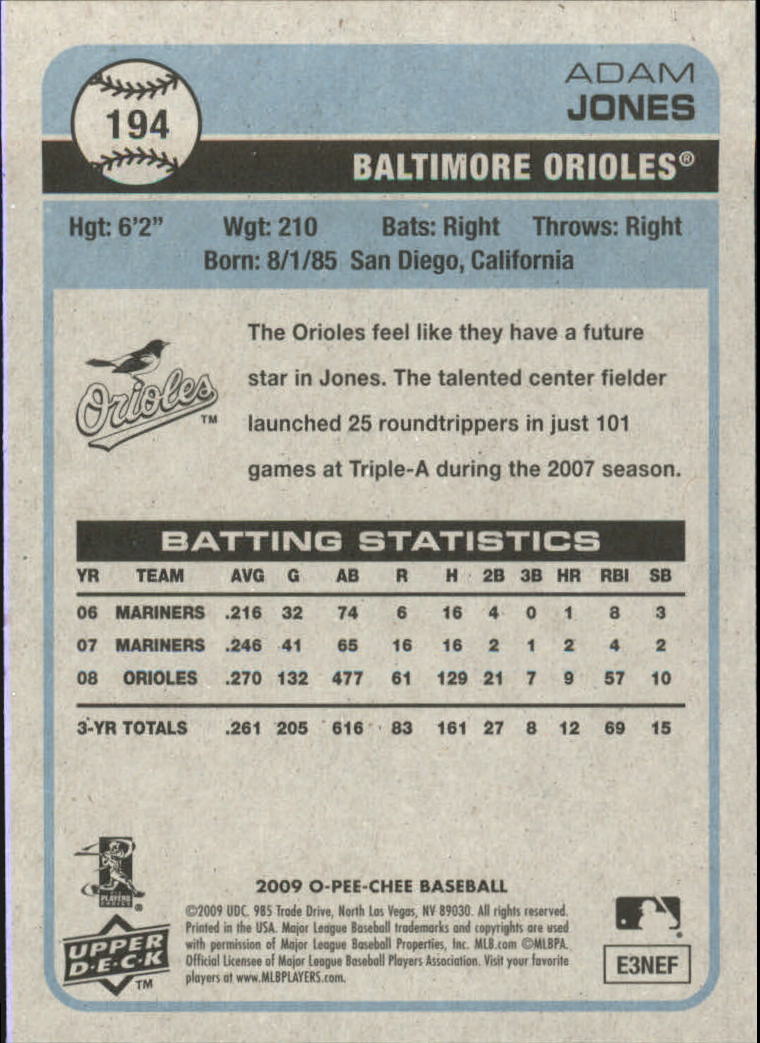 194
ADAM
JONES
BALTIMORE ORIOLES®
Hgt: 6'2" Wgt: 210 Bats: Right Throws: Right
Born: 8/1/85 San Diego, California
Orioles TM
The Orioles feel like they have a future
star in Jones. The talented center fielder
launched 25 roundtrippers in just 101
games at Triple-A during the 2007 season.
BATTING STATISTICS
YR TEAM AVG G AB R H 2B 3B HR RBI SB
06 MARINERS .216 32 74 6 16 4 0 1 8 3
07 MARINERS .246 41 65 16 16 2 1 2 4 2
08 ORIOLES .270 132 477 61 129 21 7 9 57 10
3-YR TOTALS .261 205 616 83 161 27 8 12 69 15
PLAYERS
CHOICE
®
UPPER
D·E·C·K
TM
2009 O-PEE-CHEE BASEBALL
©2009 UDC. 985 Trade Drive, North Las Vegas, NV 89030. All rights reserved.
Printed in the USA. Major League Baseball trademarks and copyrights are used
with permission of Major League Baseball Properties, Inc. MLB.com ©MLBPA.
Official Licensee of Major League Baseball Players Association. Visit your favorite
players at www.MLBPLAYERS.com.
E3NEF